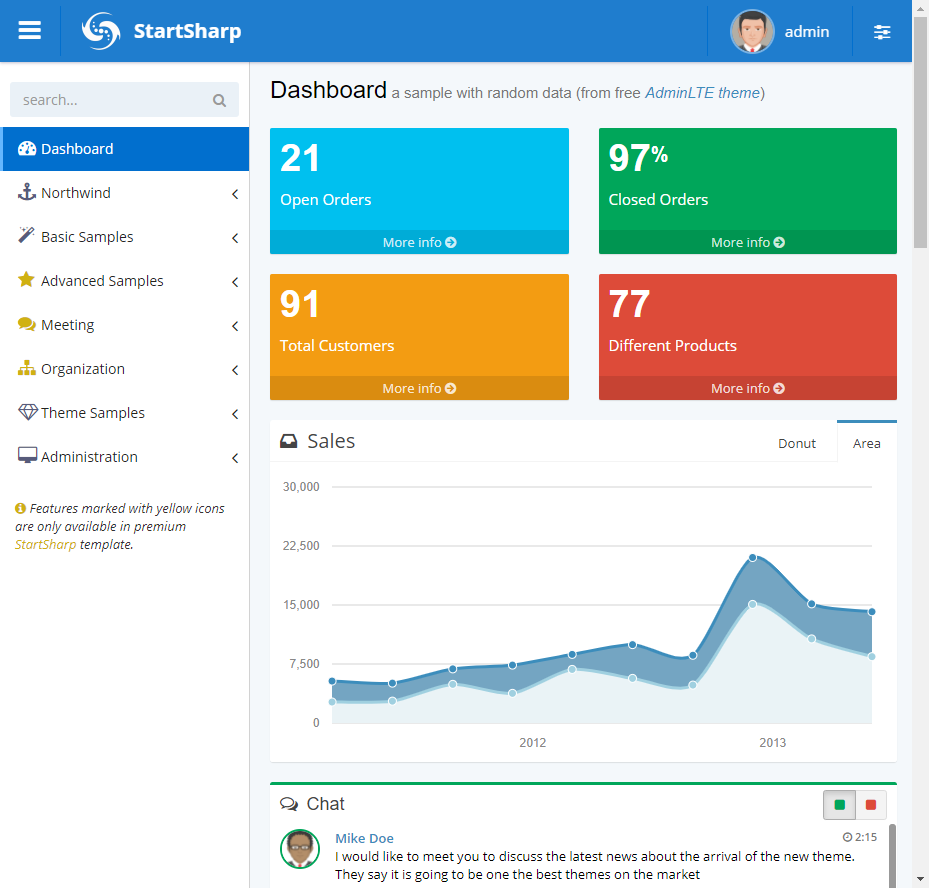 StartSharp
admin
search...
Dashboard
Northwind
Basic Samples
Advanced Samples
Meeting
Organization
Theme Samples
Administration
Features marked with yellow icons
are only available in premium
StartSharp template.
Dashboard a sample with random data (from free AdminLTE theme)
21
Open Orders
More info
97%
Closed Orders
More info
91
Total Customers
More info
77
Different Products
More info
Sales
Donut
Area
30,000
22,500
15,000
7,500
0
2012
2013
Chat
Mike Doe
2:15
I would like to meet you to discuss the latest news about the arrival of the new theme.
They say it is going to be one the best themes on the market